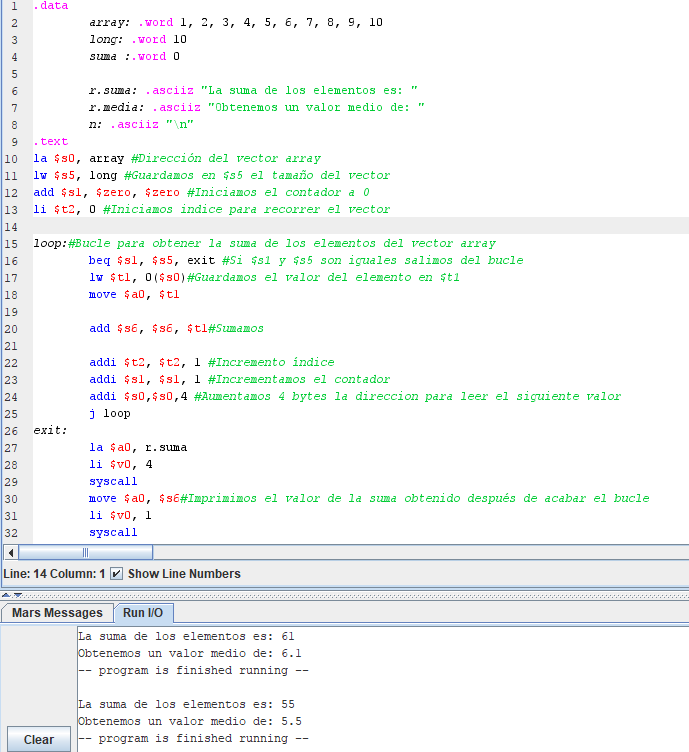 1 .data
2 array: .word 1, 2, 3, 4, 5, 6, 7, 8, 9, 10
3 long: .word 10
4 suma :.word 0
5
6 r.suma: .asciiz "La suma de los elementos es: "
7 r.media: .asciiz "Obtenemos un valor medio de: "
8 n: .asciiz "\n"
9 .text
10 la $s0, array #Dirección del vector array
11 lw $s5, long #Guardamos en $s5 el tamaño del vector
12 add $s1, $zero, $zero #Iniciamos el contador a 0
13 li $t2, 0 #Iniciamos indice para recorrer el vector
14
15 loop:#Bucle para obtener la suma de los elementos del vector array
16 beq $s1, $s5, exit #Si $s1 y $s5 son iguales salimos del bucle
17 lw $t1, 0($s0)#Guardamos el valor del elemento en $t1
18 move $a0, $t1
19
20 add $s6, $s6, $t1#Sumamos
21
22 addi $t2, $t2, 1 #Incremento índice
23 addi $s1, $s1, 1 #Incrementamos el contador
24 addi $s0,$s0,4 #Aumentamos 4 bytes la direccion para leer el siguiente valor
25 j loop
26 exit:
27 la $a0, r.suma
28 li $v0, 4
29 syscall
30 move $a0, $s6#Imprimimos el valor de la suma obtenido después de acabar el bucle
31 li $v0, 1
32 syscall
Line: 14 Column: 1 Show Line Numbers
Mars Messages Run I/O
La suma de los elementos es: 61
Obtenemos un valor medio de: 6.1
-- program is finished running --
La suma de los elementos es: 55
Obtenemos un valor medio de: 5.5
-- program is finished running --
Clear